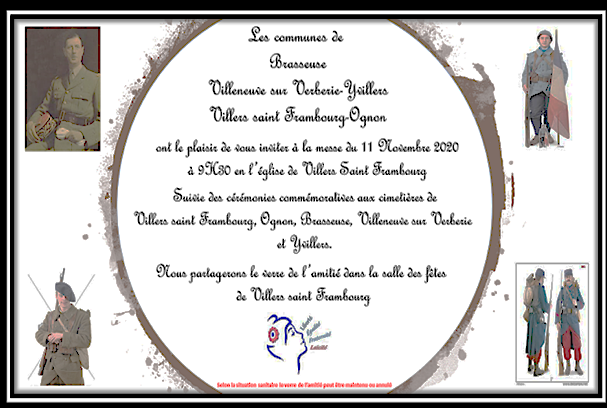 Les communes de
Brasseuse
Villeneuve sur Verberie-Yvillers
Villers saint Frambourg-Ognon
ont le plaisir de vous inviter à la messe du 11 Novembre 2020
à 9H30 en l'église de Villers Saint Frambourg
Suivie des cérémonies commémoratives aux cimetières de
Villers saint Frambourg, Ognon, Brasseuse, Villeneuve sur Verberie
et Yvillers.
Nous partagerons le verre de l'amitié dans la salle des fêtes
de Villers saint Frambourg
Liberté
Égalité
Fraternité
Laïcité
Selon la situation sanitaire le verre de l'amitié peut être maintenu ou annulé